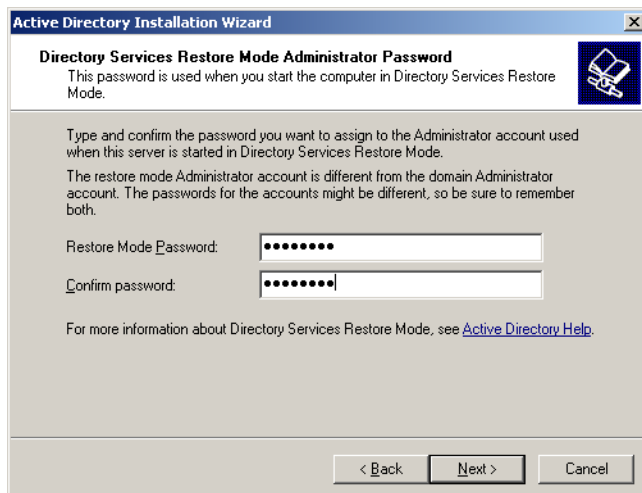 Active Directory Installation Wizard
Directory Services Restore Mode Administrator Password
This password is used when you start the computer in Directory Services Restore
Mode.
Type and confirm the password you want to assign to the Administrator account used
when this server is started in Directory Services Restore Mode.
The restore mode Administrator account is different from the domain Administrator
account. The passwords for the accounts might be different, so be sure to remember
both.
Restore Mode Password: ●●●●●●●●
Confirm password: ●●●●●●●●
For more information about Directory Services Restore Mode, see Active Directory Help.
< Back Next > Cancel